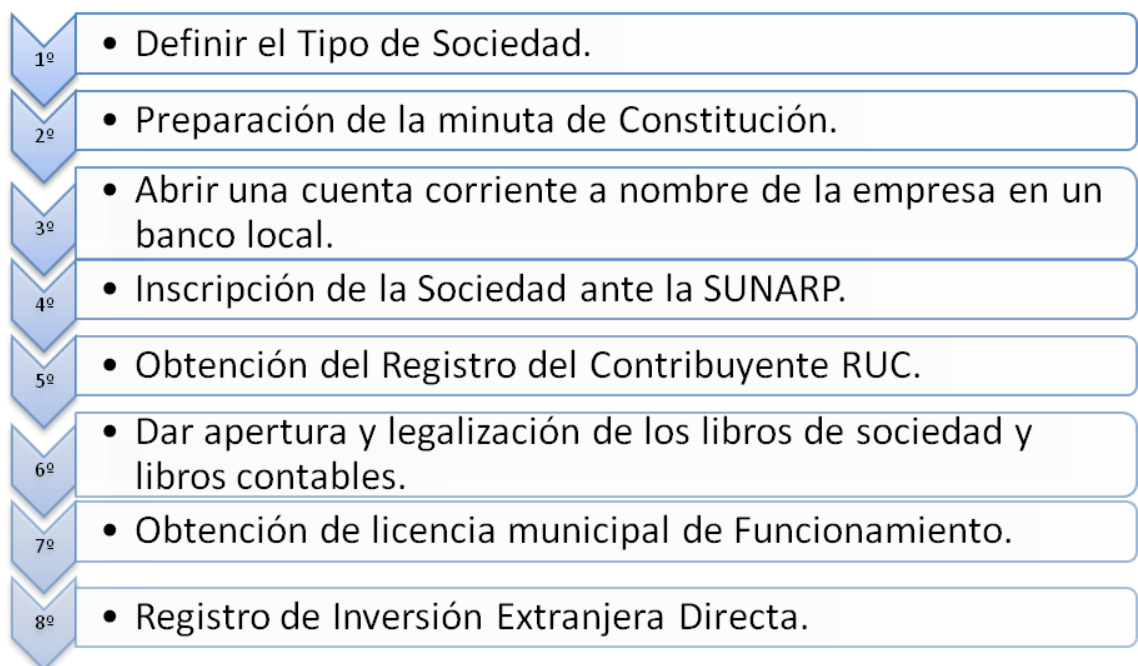 1º • Definir el Tipo de Sociedad.
2º • Preparación de la minuta de Constitución.
3º • Abrir una cuenta corriente a nombre de la empresa en un
banco local.
4º • Inscripción de la Sociedad ante la SUNARP.
5º • Obtención del Registro del Contribuyente RUC.
6º • Dar apertura y legalización de los libros de sociedad y
libros contables.
7º • Obtención de licencia municipal de Funcionamiento.
8º • Registro de Inversión Extranjera Directa.